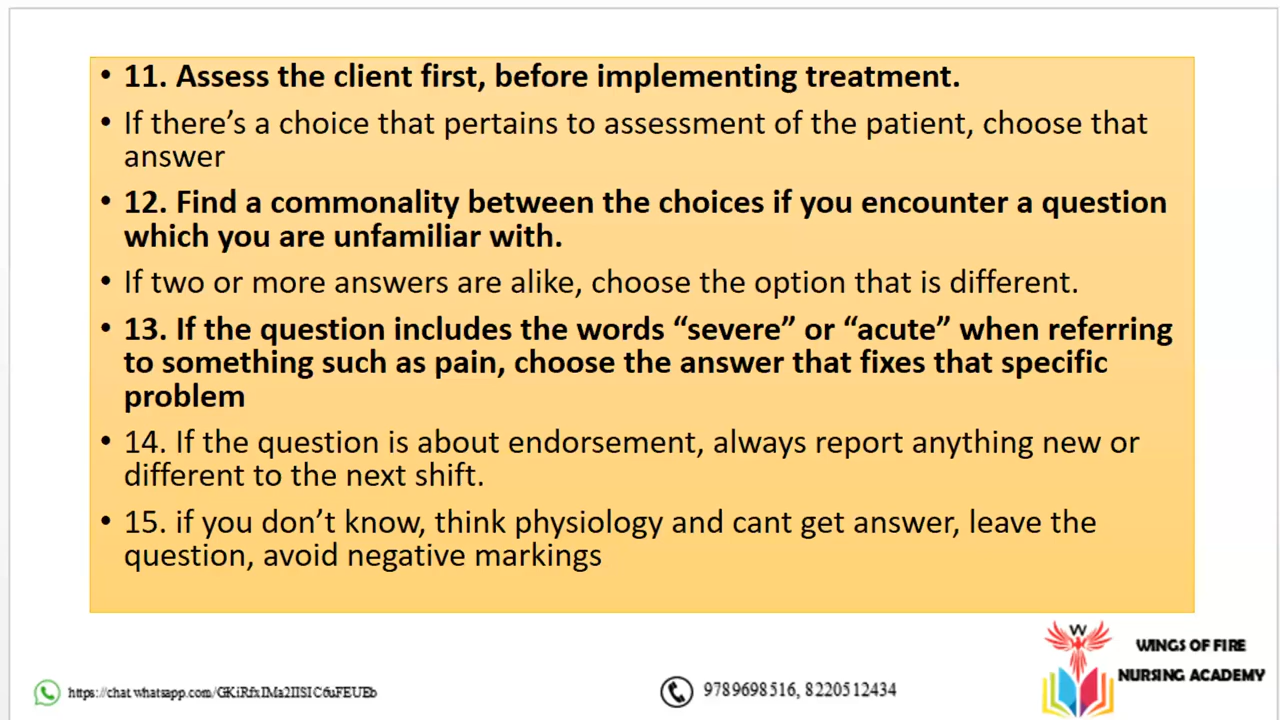 • 11. Assess the client first, before implementing treatment.
• If there’s a choice that pertains to assessment of the patient, choose that
answer
• 12. Find a commonality between the choices if you encounter a question
which you are unfamiliar with.
• If two or more answers are alike, choose the option that is different.
• 13. If the question includes the words “severe” or “acute” when referring
to something such as pain, choose the answer that fixes that specific
problem
• 14. If the question is about endorsement, always report anything new or
different to the next shift.
• 15. if you don’t know, think physiology and cant get answer, leave the
question, avoid negative markings
W
WINGS OF FIRE
NURSING ACADEMY
https://chat.whatsapp.com/GKiRfxIMa2IISIC6uFEUEb
9789698516, 8220512434